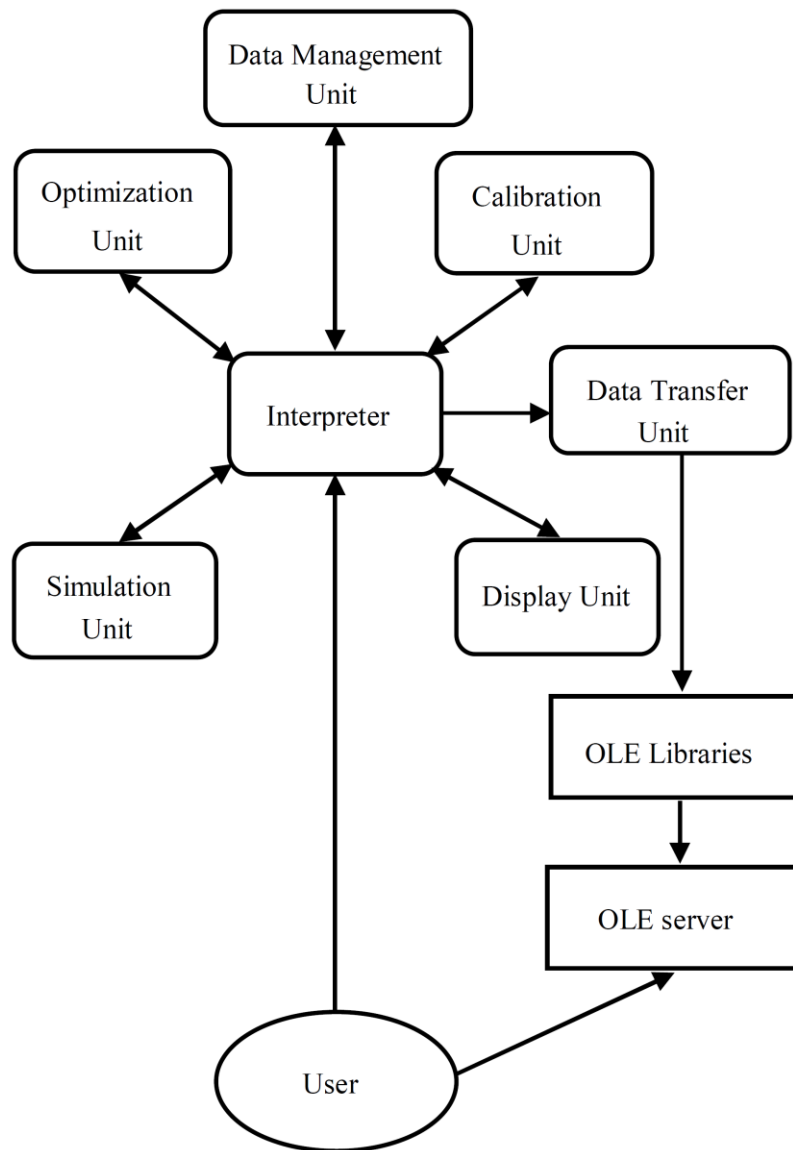 Data Management
Unit
Optimization
Unit
Calibration
Unit
Interpreter
Data Transfer
Unit
Simulation
Unit
Display Unit
OLE Libraries
OLE server
User